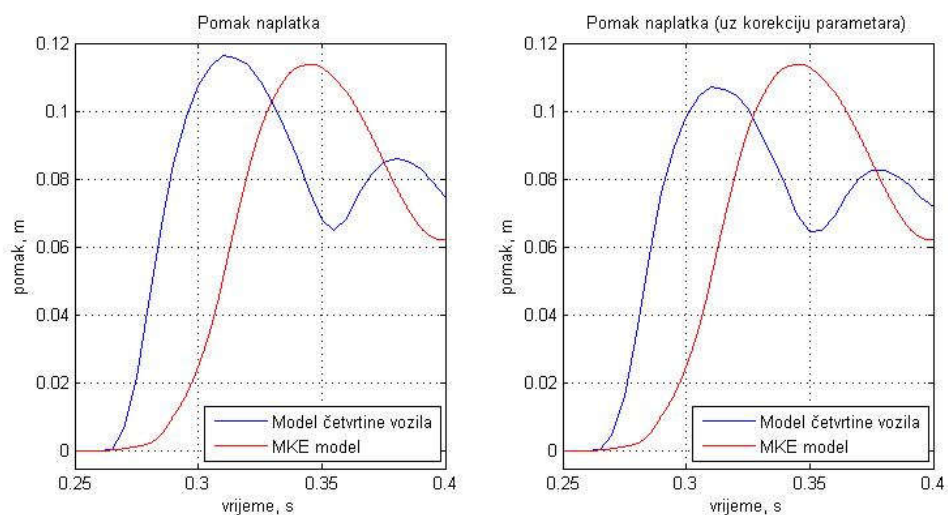 Pomak naplatka
0.12
0.1
0.08
0.06
0.04
0.02
0
pomak, m
0.25
0.3
0.35
0.4
vrijeme, s
Model četvrtine vozila
MKE model
Pomak naplatka (uz korekciju parametara)
0.12
0.1
0.08
0.06
0.04
0.02
0
pomak, m
0.25
0.3
0.35
0.4
vrijeme, s
Model četvrtine vozila
MKE model